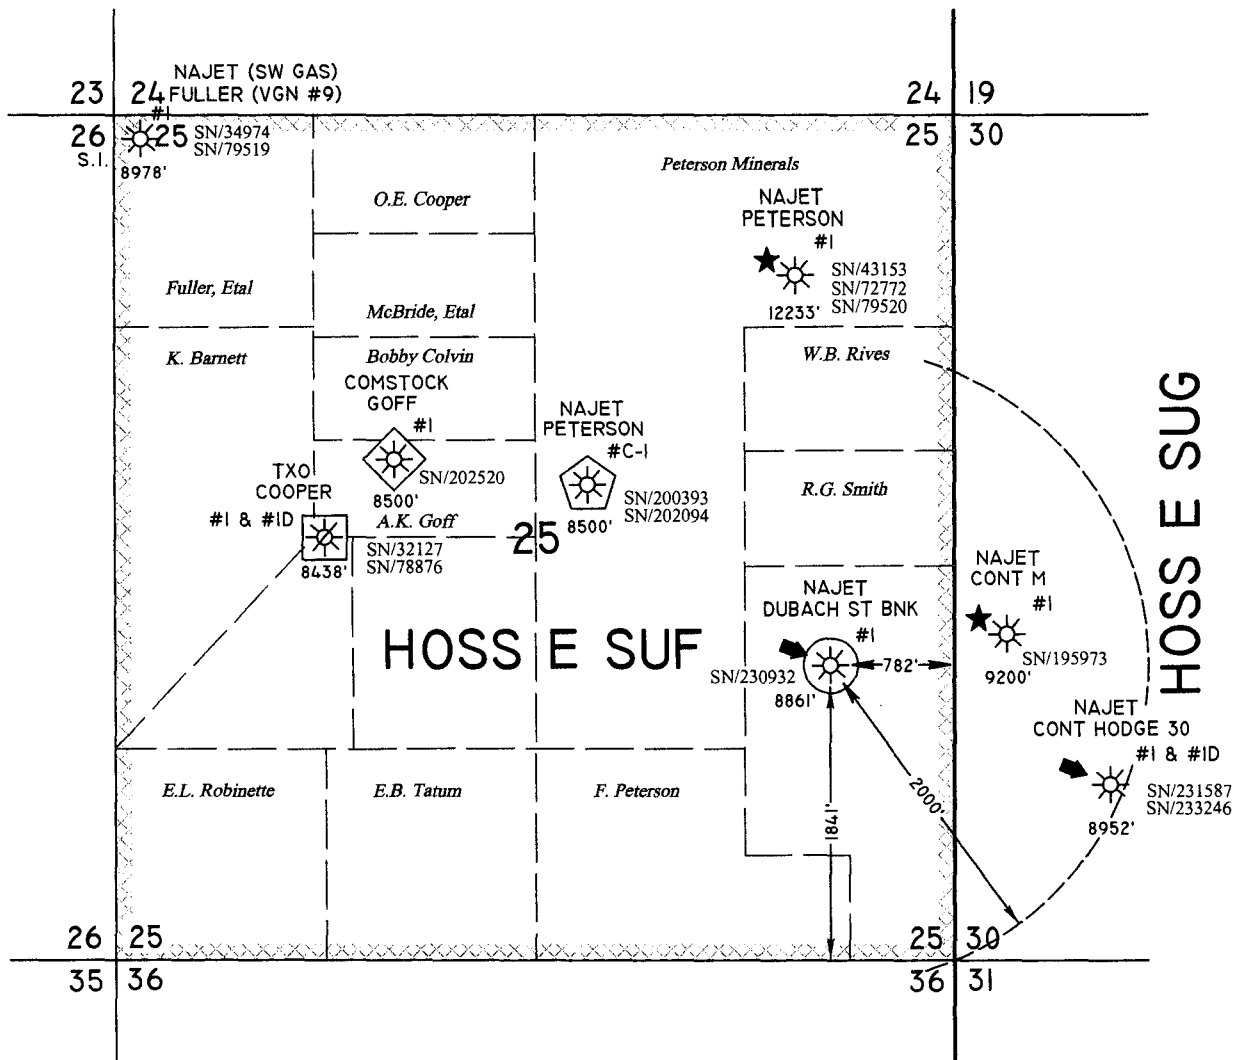 NAJET (SW GAS)
FULLER (VGN #9)
#1
23 24
26 25
S.I.
SN/34974
SN/79519
8978'
24 19
25 30
Peterson Minerals
O.E. Cooper
NAJET
PETERSON
#1
SN/43153
SN/72772
SN/79520
12233'
Fuller, Etal
McBride, Etal
K. Barnett
Bobby Colvin
W.B. Rives
COMSTOCK
GOFF
#1
SN/202520
8500'
NAJET
PETERSON
#C-1
SN/200393
SN/202094
8500'
TXO
COOPER
#1 & #1D
A.K. Goff
SN/32127
SN/78876
8438'
25
R.G. Smith
HOSS E SUG
HOSS E SUF
NAJET
DUBACH ST BNK
#1
SN/230932
8861'
782'
1841'
2000'
NAJET
CONT M
#1
SN/195973
9200'
NAJET
CONT HODGE 30
#1 & #1D
SN/231587
SN/233246
8952'
E.L. Robinette
E.B. Tatum
F. Peterson
26 25
35 36
25 30
36 31